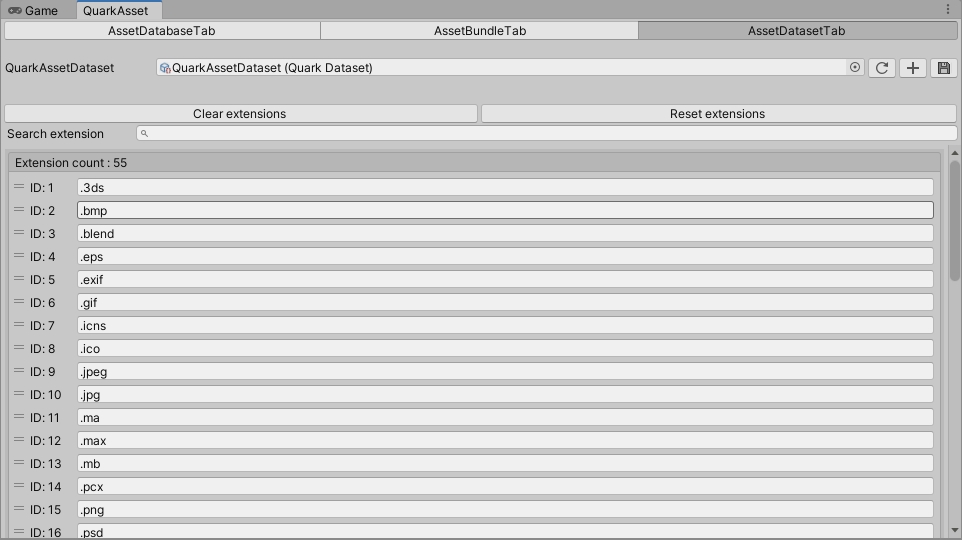 Game QuarkAsset
AssetDatabaseTab AssetBundleTab AssetDatasetTab
QuarkAssetDataset QuarkAssetDataset (Quark Dataset)
Clear extensions Reset extensions
Search extension
Extension count : 55
ID: 1 .3ds
ID: 2 .bmp
ID: 3 .blend
ID: 4 .eps
ID: 5 .exif
ID: 6 .gif
ID: 7 .icns
ID: 8 .ico
ID: 9 .jpeg
ID: 10 .jpg
ID: 11 .ma
ID: 12 .max
ID: 13 .mb
ID: 14 .pcx
ID: 15 .png
ID: 16 .psd